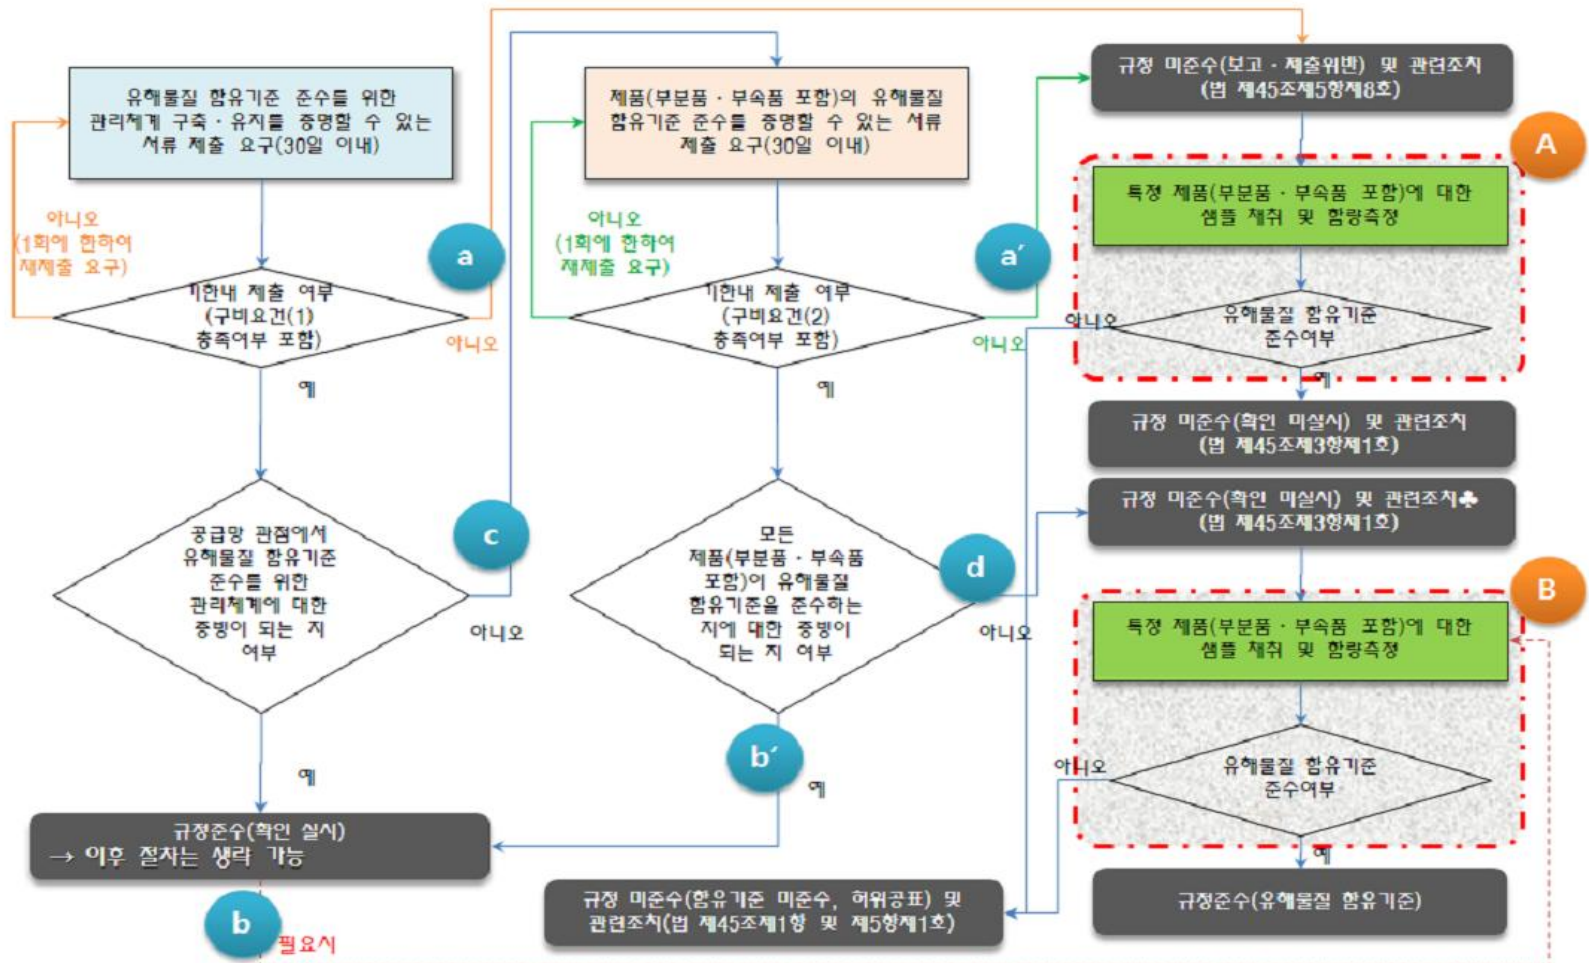 유해물질 함유기준 준수를 위한
관리체계 구축·유지를 증명할 수 있는
서류 제출 요구(30일 이내)
아니오
(1회에 한하여
재제출 요구)
a
기한내 제출 여부
(구비요건(1)
충족여부 포함)
아니오
예
공급망 관점에서
유해물질 함유기준
준수를 위한
관리체계에 대한
증빙이 되는 지
여부
c
아니오
예
규정준수(확인 실시)
→ 이후 절차는 생략 가능
b
필요시
제품(부분품·부속품 포함)의 유해물질
함유기준 준수를 증명할 수 있는 서류
제출 요구(30일 이내)
아니오
(1회에 한하여
재제출 요구)
a′
기한내 제출 여부
(구비요건(2)
충족여부 포함)
아니오
예
모든
제품(부분품·부속품
포함)이 유해물질
함유기준을 준수하는
지에 대한 증빙이
되는 지 여부
d
아니오
b′
예
규정 미준수(함유기준 미준수, 허위공표) 및
관련조치(법 제45조제1항 및 제5항제1호)
규정 미준수(보고·제출위반) 및 관련조치
(법 제45조제5항제8호)
A
특정 제품(부분품·부속품 포함)에 대한
샘플 채취 및 함량측정
아니오
유해물질 함유기준
준수여부
예
규정 미준수(확인 미실시) 및 관련조치
(법 제45조제3항제1호)
규정 미준수(확인 미실시) 및 관련조치♣
(법 제45조제3항제1호)
B
특정 제품(부분품·부속품 포함)에 대한
샘플 채취 및 함량측정
아니오
유해물질 함유기준
준수여부
예
규정준수(유해물질 함유기준)